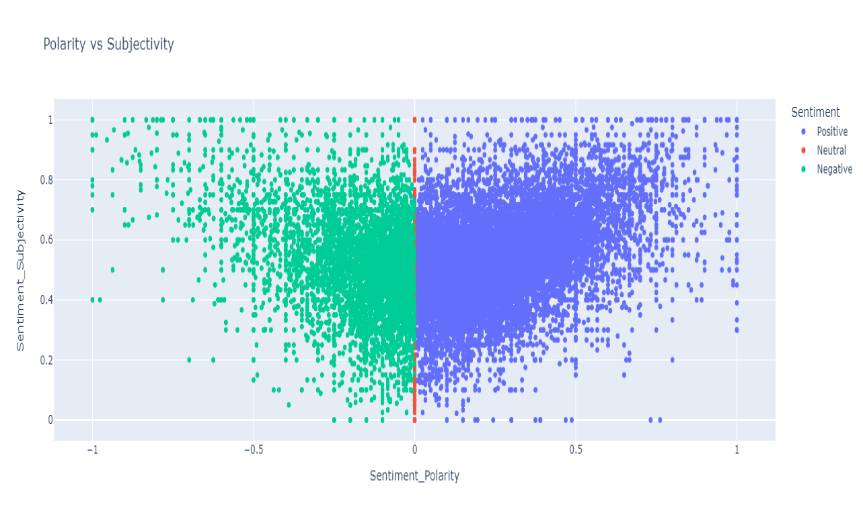 Polarity vs Subjectivity
Sentiment
Positive
Neutral
Negative
Sentiment_Subjectivity
1
0.8
0.6
0.4
0.2
0
−1
−0.5
0
0.5
1
Sentiment_Polarity